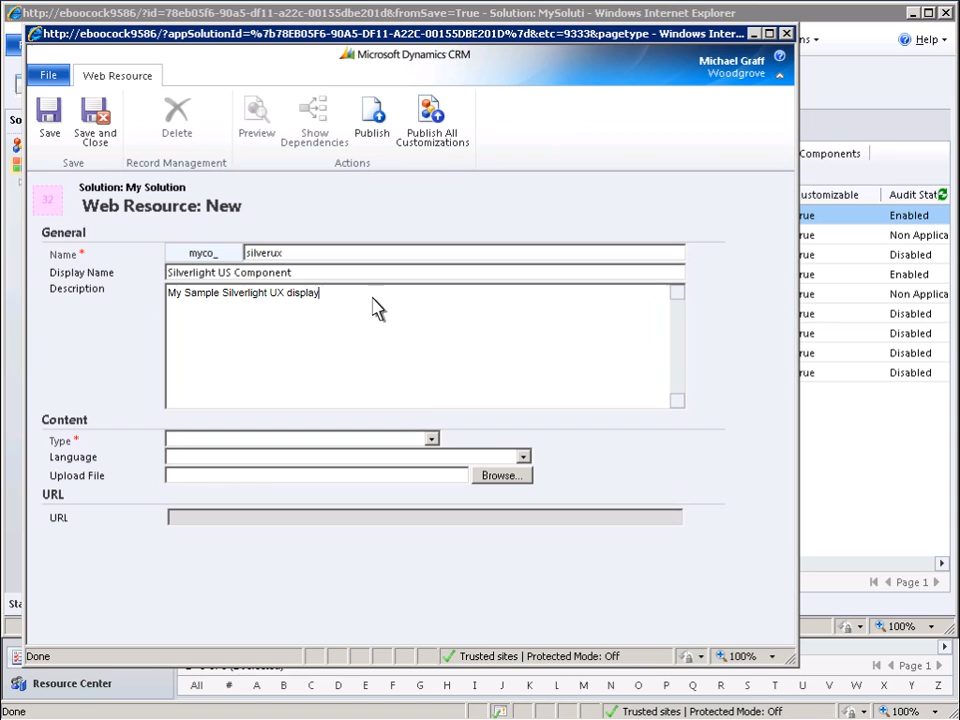 http://eboocock9586/?id=78eb05f6-90a5-df11-a22c-00155dbe201d&fromSave=True - Solution: MySoluti - Windows Internet Explorer
http://eboocock9586/?appSolutionId=%7b78EB05F6-90A5-DF11-A22C-00155DBE201D%7d&etc=9333&pagetype - Windows Inter...
Help
Microsoft Dynamics CRM
Michael Graff
Woodgrove
File
Web Resource
Save
Save and Close
Delete
Preview
Show Dependencies
Publish
Publish All Customizations
Save
Record Management
Actions
So
Components
32
Solution: My Solution
Web Resource: New
ustomizable
Audit Stat
rue
Enabled
rue
Non Applica
rue
Disabled
rue
Enabled
rue
Non Applica
rue
Disabled
rue
Disabled
rue
Disabled
rue
Disabled
General
Name *
myco_
silverux
Display Name
Silverlight US Component
Description
My Sample Silverlight UX display
Content
Type *
Language
Upload File
Browse...
URL
URL
Page 1
Sta
100%
Done
Trusted sites | Protected Mode: Off
100%
Page 1
Resource Center
All # A B C D E F G H I J K L M N O P Q R S T U V W X Y Z
Done
Trusted sites | Protected Mode: Off
100%